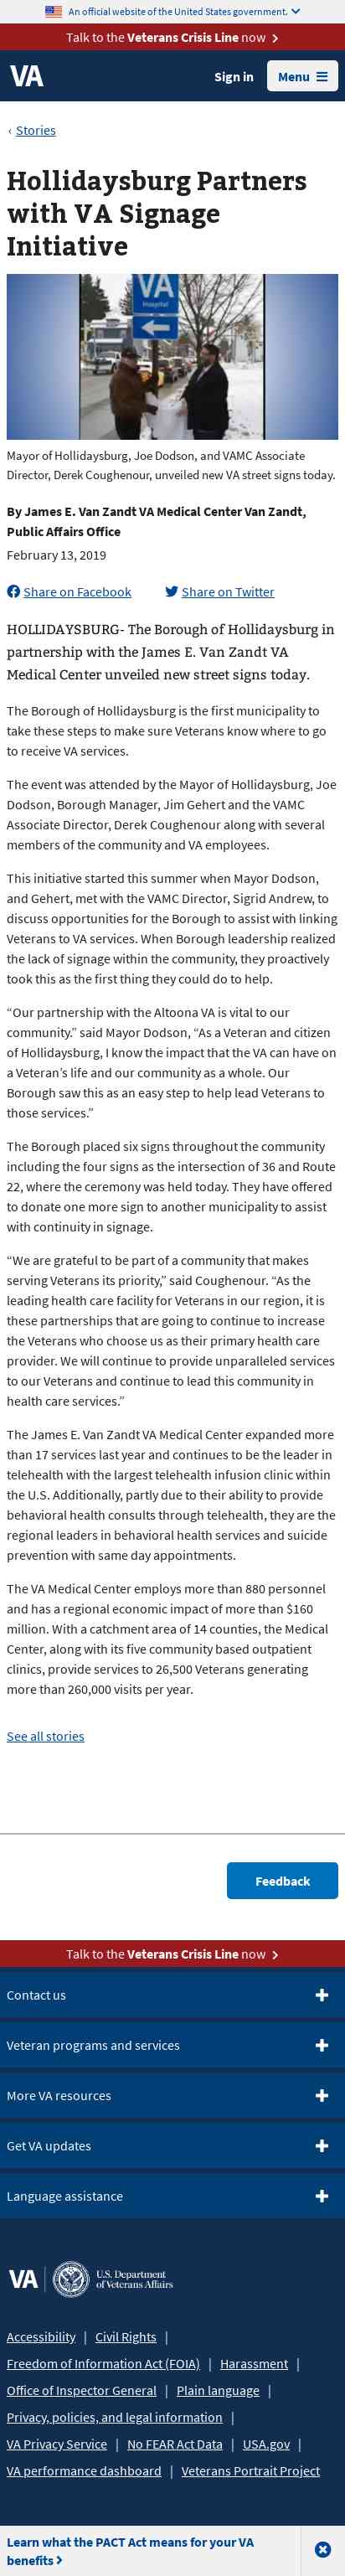 An official website of the United States government.
Talk to the Veterans Crisis Line now
VA
Sign in
Menu
‹ Stories
Hollidaysburg Partners
with VA Signage
Initiative
VA
Hospital
Mayor of Hollidaysburg, Joe Dodson, and VAMC Associate
Director, Derek Coughenour, unveiled new VA street signs today.
By James E. Van Zandt VA Medical Center Van Zandt,
Public Affairs Office
February 13, 2019
Share on Facebook
Share on Twitter
HOLLIDAYSBURG- The Borough of Hollidaysburg in
partnership with the James E. Van Zandt VA
Medical Center unveiled new street signs today.
The Borough of Hollidaysburg is the first municipality to
take these steps to make sure Veterans know where to go
to receive VA services.
The event was attended by the Mayor of Hollidaysburg, Joe
Dodson, Borough Manager, Jim Gehert and the VAMC
Associate Director, Derek Coughenour along with several
members of the community and VA employees.
This initiative started this summer when Mayor Dodson,
and Gehert, met with the VAMC Director, Sigrid Andrew, to
discuss opportunities for the Borough to assist with linking
Veterans to VA services. When Borough leadership realized
the lack of signage within the community, they proactively
took this as the first thing they could do to help.
“Our partnership with the Altoona VA is vital to our
community.” said Mayor Dodson, “As a Veteran and citizen
of Hollidaysburg, I know the impact that the VA can have on
a Veteran’s life and our community as a whole. Our
Borough saw this as an easy step to help lead Veterans to
those services.”
The Borough placed six signs throughout the community
including the four signs as the intersection of 36 and Route
22, where the ceremony was held today. They have offered
to donate one more sign to another municipality to assist
with continuity in signage.
“We are grateful to be part of a community that makes
serving Veterans its priority,” said Coughenour. “As the
leading health care facility for Veterans in our region, it is
these partnerships that are going to continue to increase
the Veterans who choose us as their primary health care
provider. We will continue to provide unparalleled services
to our Veterans and continue to lead this community in
health care services.”
The James E. Van Zandt VA Medical Center expanded more
than 17 services last year and continues to be the leader in
telehealth with the largest telehealth infusion clinic within
the U.S. Additionally, partly due to their ability to provide
behavioral health consults through telehealth, they are the
regional leaders in behavioral health services and suicide
prevention with same day appointments.
The VA Medical Center employs more than 880 personnel
and has a regional economic impact of more than $160
million. With a catchment area of 14 counties, the Medical
Center, along with its five community based outpatient
clinics, provide services to 26,500 Veterans generating
more than 260,000 visits per year.
See all stories
Feedback
Talk to the Veterans Crisis Line now
Contact us
Veteran programs and services
More VA resources
Get VA updates
Language assistance
VA
U.S. Department
of Veterans Affairs
Accessibility | Civil Rights |
Freedom of Information Act (FOIA) | Harassment |
Office of Inspector General | Plain language |
Privacy, policies, and legal information |
VA Privacy Service | No FEAR Act Data | USA.gov |
VA performance dashboard | Veterans Portrait Project
Learn what the PACT Act means for your VA
benefits